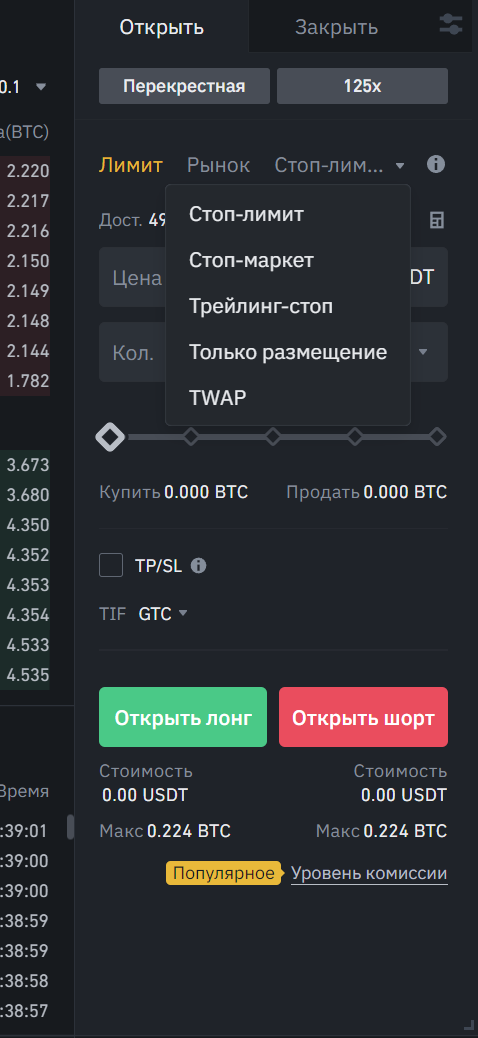 Открыть Закрыть
0.1
Перекрестная 125x
(BTC)
Лимит Рынок Стоп-лим...
2.220
2.217
2.216
2.150
2.149
2.148
2.144
1.782
Дост. 49
Стоп-лимит
Стоп-маркет
Трейлинг-стоп
Только размещение
TWAP
Цена DT
Кол.
3.673
3.680
4.350
4.352
4.353
4.354
4.533
4.535
Купить 0.000 BTC Продать 0.000 BTC
TP/SL
TIF GTC
Открыть лонг Открыть шорт
Стоимость Стоимость
0.00 USDT 0.00 USDT
Макс 0.224 BTC Макс 0.224 BTC
Популярное Уровень комиссии
Время
:39:01
:39:00
:39:00
:38:59
:38:59
:38:58
:38:57